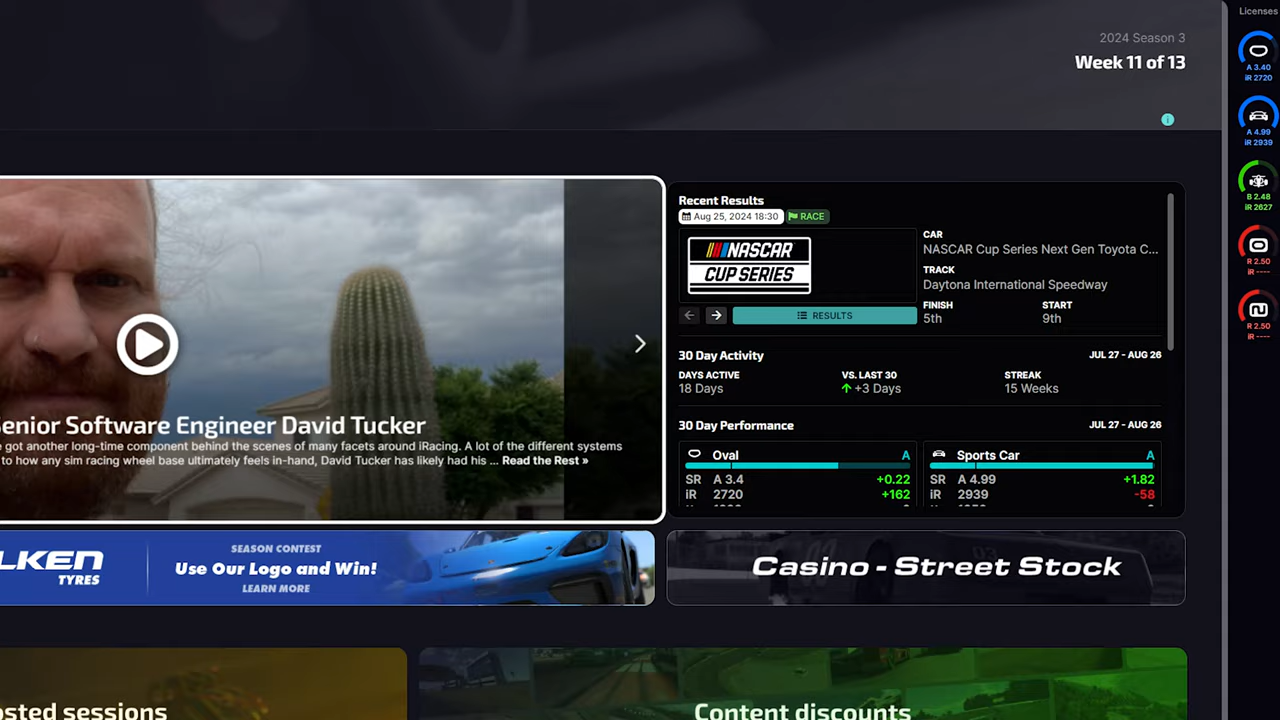 Licenses
2024 Season 3
Week 11 of 13
A 3.40
iR 2720
A 4.99
iR 2939
B 2.48
iR 2627
R 2.50
iR ----
R 2.50
iR ----
Recent Results
Aug 25, 2024 18:30 RACE
NASCAR
CUP SERIES
CAR
NASCAR Cup Series Next Gen Toyota C...
TRACK
Daytona International Speedway
FINISH START
5th 9th
RESULTS
30 Day Activity JUL 27 - AUG 26
DAYS ACTIVE VS. LAST 30 STREAK
18 Days +3 Days 15 Weeks
30 Day Performance JUL 27 - AUG 26
Oval A
SR A 3.4 +0.22
iR 2720 +162
Sports Car A
SR A 4.99 +1.82
iR 2939 -58
enior Software Engineer David Tucker
got another long-time component behind the scenes of many facets around iRacing. A lot of the different systems
to how any sim racing wheel base ultimately feels in-hand, David Tucker has likely had his ... Read the Rest »
LKEN
TYRES
SEASON CONTEST
Use Our Logo and Win!
LEARN MORE
Casino - Street Stock
osted sessions
Content discounts